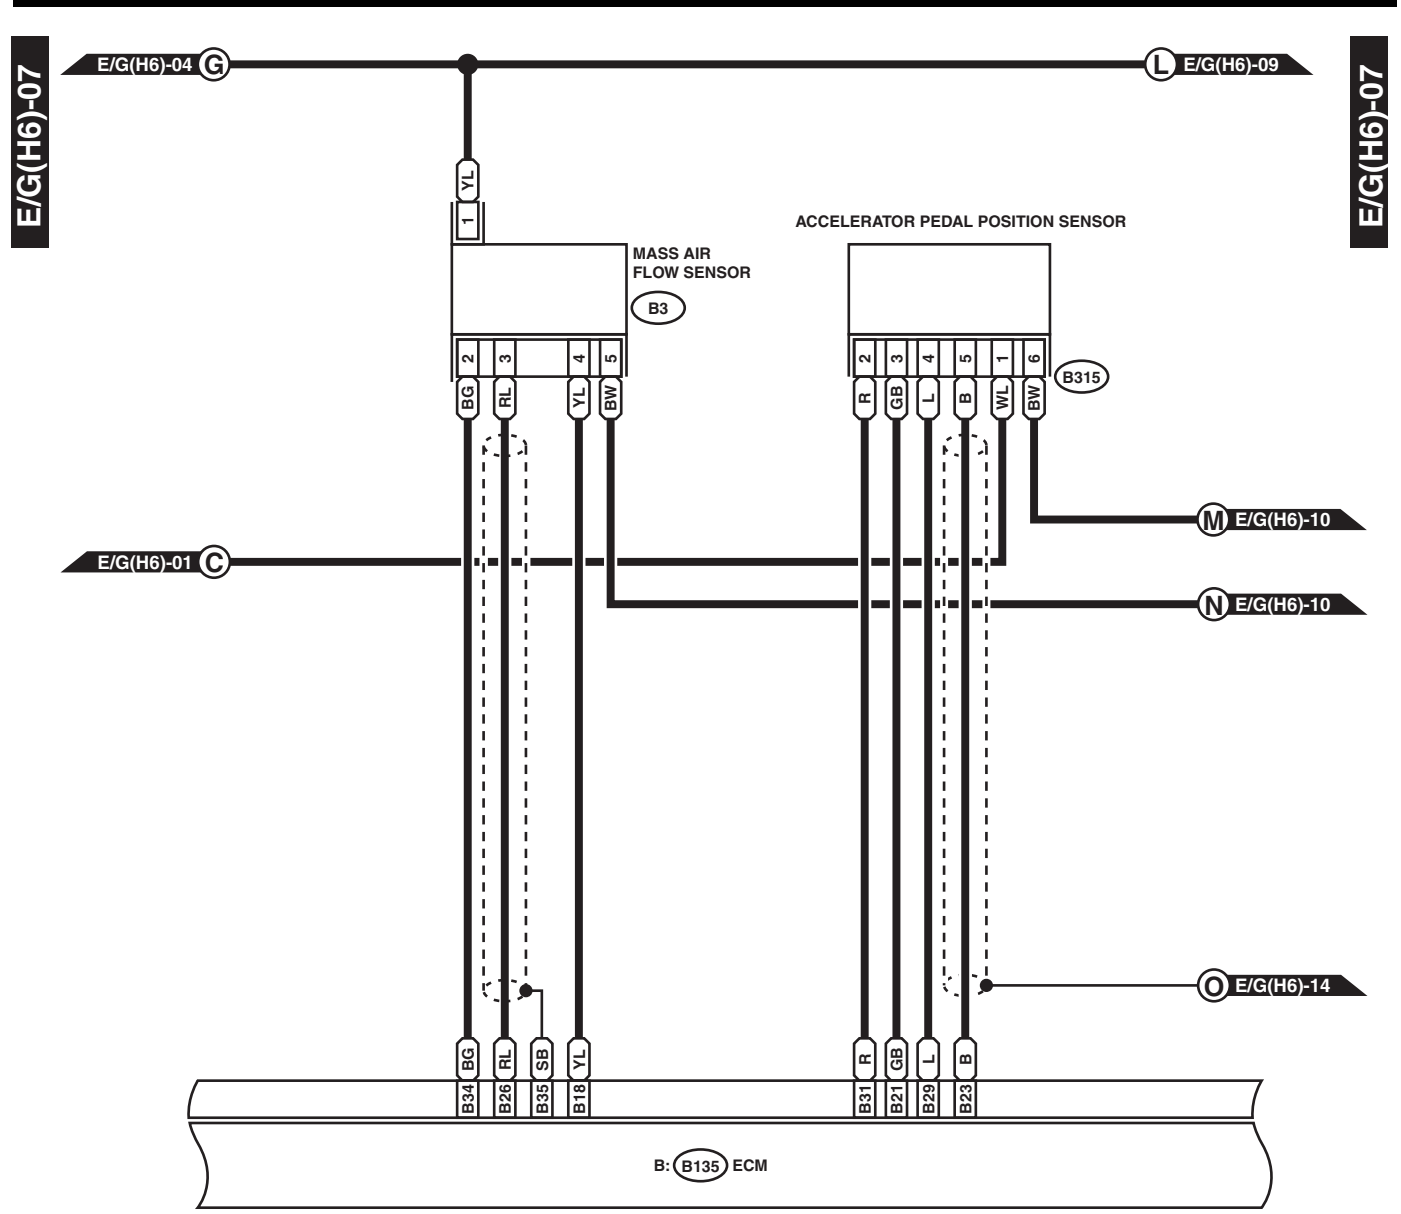 E/G(H6)-07
E/G(H6)-07
E/G(H6)-04 G
L E/G(H6)-09
YL
1
ACCELERATOR PEDAL POSITION SENSOR
MASS AIR
FLOW SENSOR
B3
2 3 4 5
2 3 4 5 1 6
B315
BG RL YL BW
R GB L B WL BW
M E/G(H6)-10
E/G(H6)-01 C
N E/G(H6)-10
O E/G(H6)-14
BG RL SB YL
R GB L B
B34 B26 B35 B18
B31 B21 B29 B23
B: B135 ECM